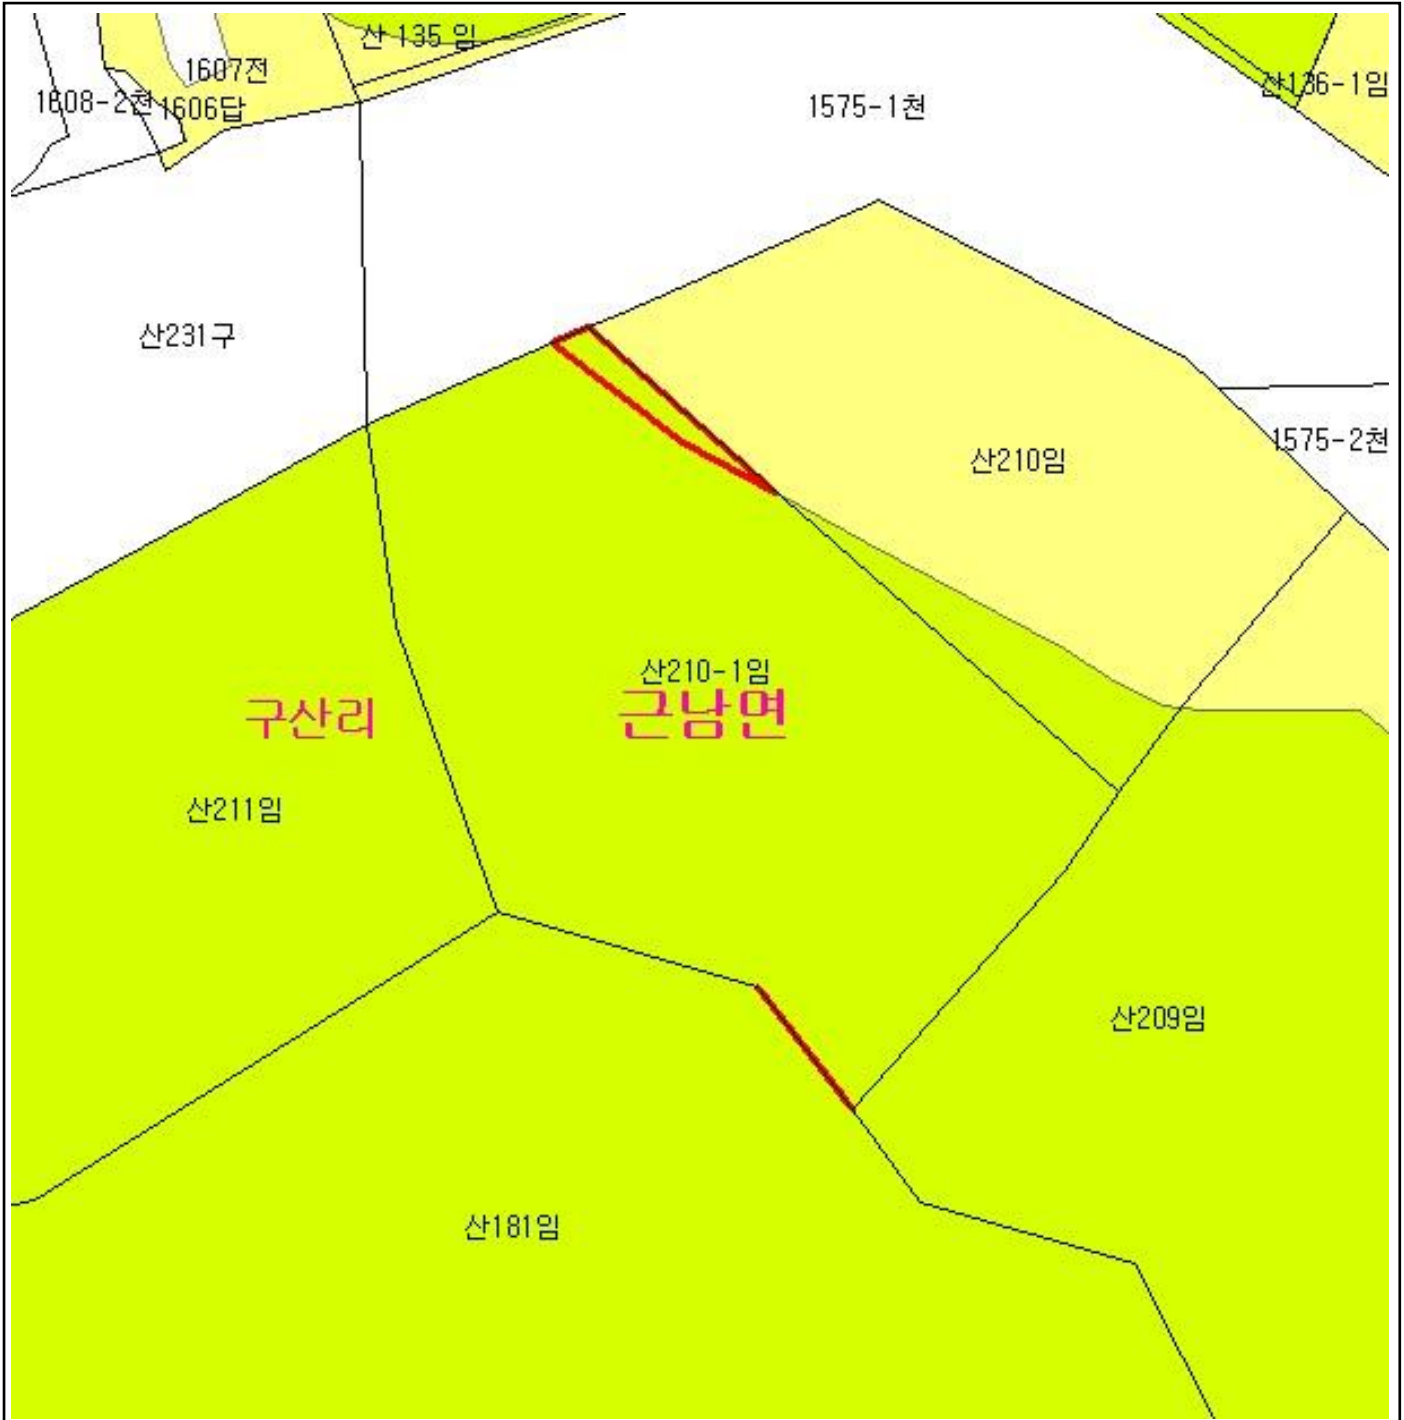 산 135 임
1607전
산136-1임
1608-2천
1606답
1575-1천
산231구
1575-2천
산210임
산210-1임
구산리
근남면
산211임
산209임
산181임